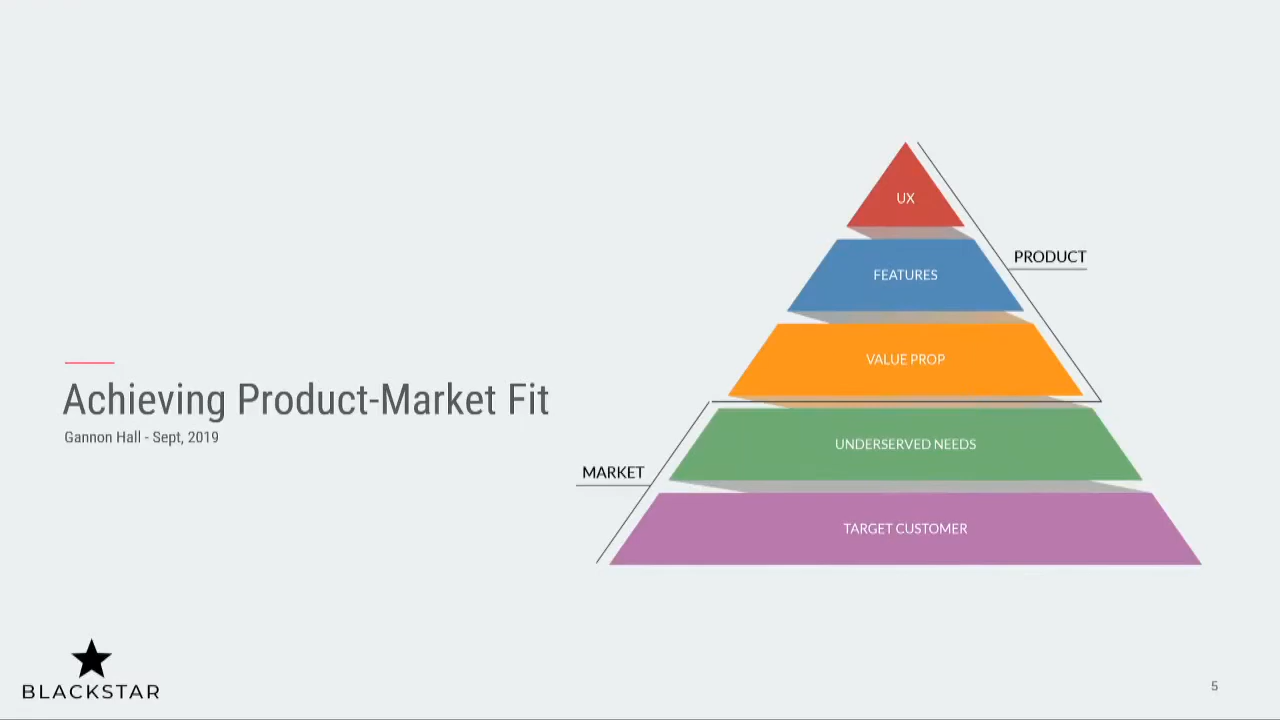 Achieving Product-Market Fit
Gannon Hall - Sept, 2019
UX
FEATURES
PRODUCT
VALUE PROP
UNDERSERVED NEEDS
MARKET
TARGET CUSTOMER
BLACKSTAR
5